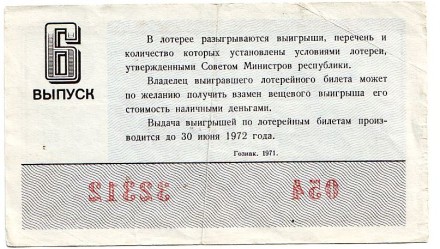 6
ВЫПУСК
В лотерее разыгрываются выигрыши, перечень и
количество которых установлены условиями лотереи,
утвержденными Советом Министров республики.
Владелец выигравшего лотерейного билета может
по желанию получить взамен вещевого выигрыша его
стоимость наличными деньгами.
Выдача выигрышей по лотерейным билетам произ-
водится до 30 июня 1972 года.
Гознак. 1971.